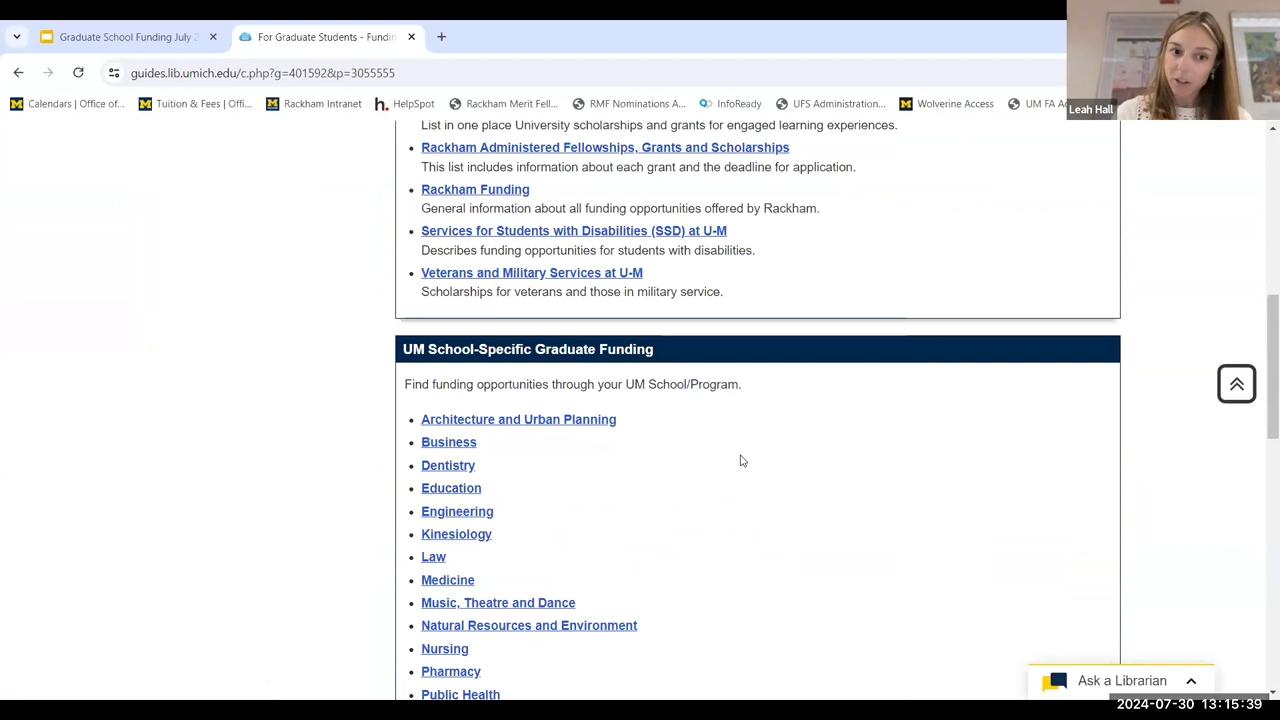 Graduate School Funding July 2
For Graduate Students - Fundin
guides.lib.umich.edu/c.php?g=401592&p=3055555
Calendars | Office of... Tuition & Fees | Offi... Rackham Intranet HelpSpot Rackham Merit Fell... RMF Nominations A... InfoReady UFS Administration... Wolverine Access UM FA Ac
Leah Hall
List in one place University scholarships and grants for engaged learning experiences.
Rackham Administered Fellowships, Grants and Scholarships
This list includes information about each grant and the deadline for application.
Rackham Funding
General information about all funding opportunities offered by Rackham.
Services for Students with Disabilities (SSD) at U-M
Describes funding opportunities for students with disabilities.
Veterans and Military Services at U-M
Scholarships for veterans and those in military service.
UM School-Specific Graduate Funding
Find funding opportunities through your UM School/Program.
Architecture and Urban Planning
Business
Dentistry
Education
Engineering
Kinesiology
Law
Medicine
Music, Theatre and Dance
Natural Resources and Environment
Nursing
Pharmacy
Public Health
Ask a Librarian
2024-07-30 13:15:39